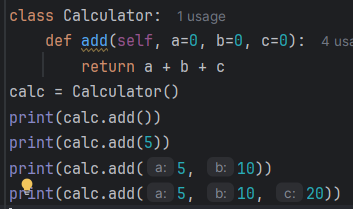 class Calculator: 1 usage
    def add(self, a=0, b=0, c=0): 4 usa
        return a + b + c
calc = Calculator()
print(calc.add())
print(calc.add(5))
print(calc.add( a: 5, b: 10))
print(calc.add( a: 5, b: 10, c: 20))